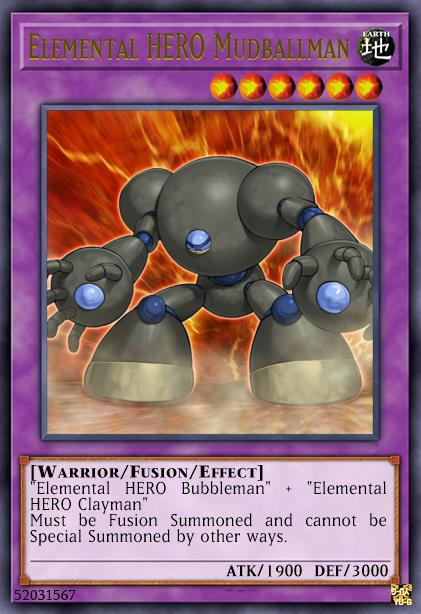 Elemental HERO Mudballman
EARTH
地
[Warrior/Fusion/Effect]
"Elemental HERO Bubbleman" + "Elemental
HERO Clayman"
Must be Fusion Summoned and cannot be
Special Summoned by other ways.
ATK/1900 DEF/3000
52031567